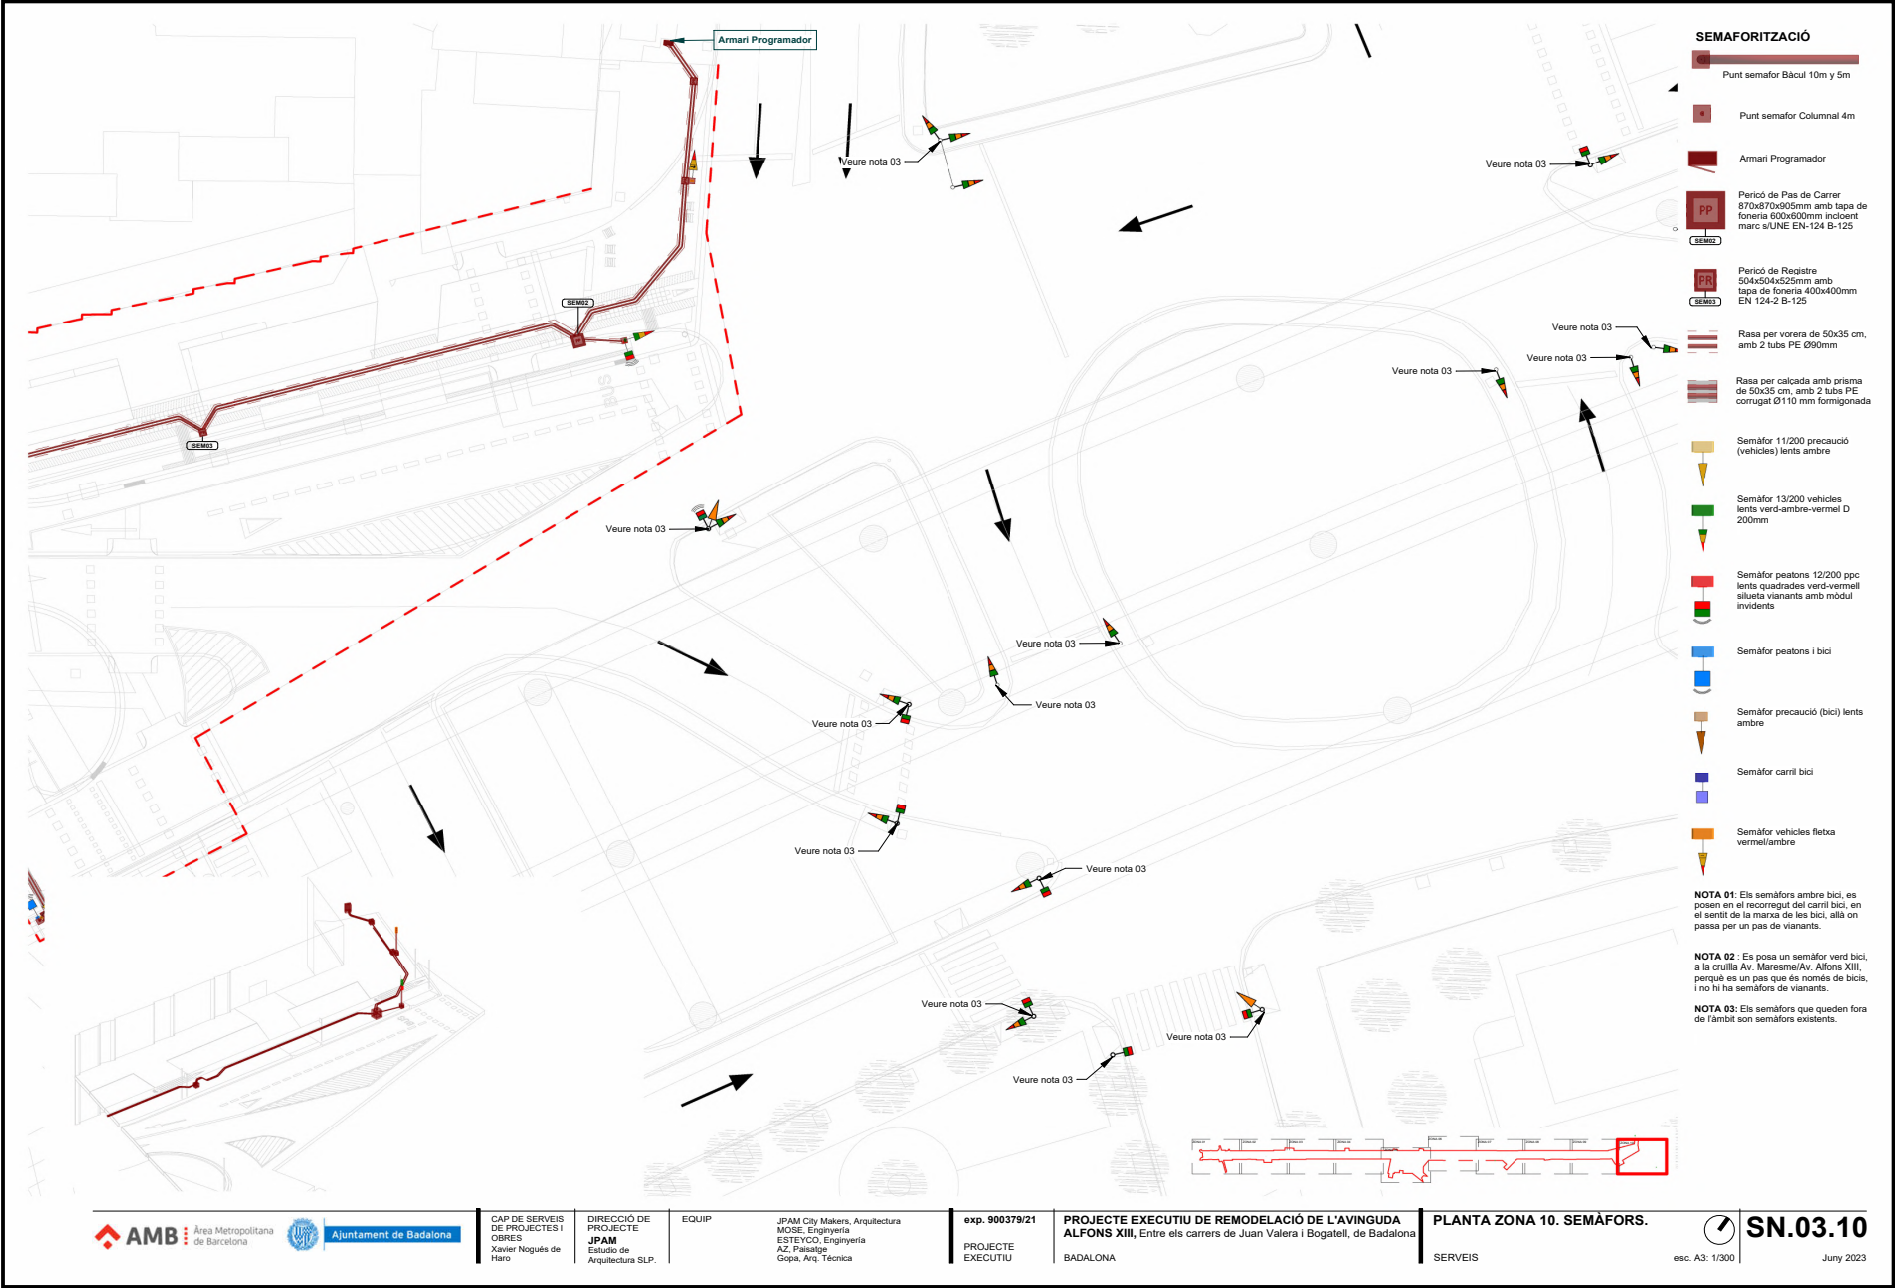 Armari Programador
Veure nota 03
Veure nota 03
SEM02
Veure nota 03
Veure nota 03
Veure nota 03
SEM03
BUS
Veure nota 03
Veure nota 03
Veure nota 03
Veure nota 03
Veure nota 03
Veure nota 03
Veure nota 03
Veure nota 03
Veure nota 03
BUS
SEMAFORITZACIÓ
Punt semafor Bàcul 10m y 5m
Punt semafor Columnal 4m
Armari Programador
PP
SEM02
Pericó de Pas de Carrer
870x870x905mm amb tapa de
foneria 600x600mm incloent
marc s/UNE EN-124 B-125
PR
SEM03
Pericó de Registre
504x504x525mm amb
tapa de foneria 400x400mm
EN 124-2 B-125
Rasa per vorera de 50x35 cm,
amb 2 tubs PE Ø90mm
Rasa per calçada amb prisma
de 50x35 cm, amb 2 tubs PE
corrugat Ø110 mm formigonada
Semàfor 11/200 precaució
(vehicles) lents ambre
Semàfor 13/200 vehicles
lents verd-ambre-vermel D
200mm
Semàfor peatons 12/200 ppc
lents quadrades verd-vermell
silueta vianants amb mòdul
invidents
Semàfor peatons i bici
Semàfor precaució (bici) lents
ambre
Semàfor carril bici
Semàfor vehicles fletxa
vermel/ambre
NOTA 01: Els semàfors ambre bici, es
posen en el recorregut del carril bici, en
el sentit de la marxa de les bici, allà on
passa per un pas de vianants.
NOTA 02 : Es posa un semàfor verd bici,
a la cruïlla Av. Maresme/Av. Alfons XIII,
perquè es un pas que és només de bicis,
i no hi ha semàfors de vianants.
NOTA 03: Els semàfors que queden fora
de l'àmbit son semàfors existents.
AMB
Àrea Metropolitana
de Barcelona
Ajuntament de Badalona
CAP DE SERVEIS
DE PROJECTES I
OBRES
Xavier Nogués de
Haro
DIRECCIÓ DE
PROJECTE
JPAM
Estudio de
Arquitectura SLP.
EQUIP
JPAM City Makers, Arquitectura
MOSE, Enginyería
ESTEYCO, Enginyería
AZ, Paisatge
Gopa, Arq. Técnica
exp. 900379/21
PROJECTE
EXECUTIU
PROJECTE EXECUTIU DE REMODELACIÓ DE L'AVINGUDA
ALFONS XIII, Entre els carrers de Juan Valera i Bogatell, de Badalona
BADALONA
PLANTA ZONA 10. SEMÀFORS.
SERVEIS
esc. A3: 1/300
SN.03.10
Juny 2023